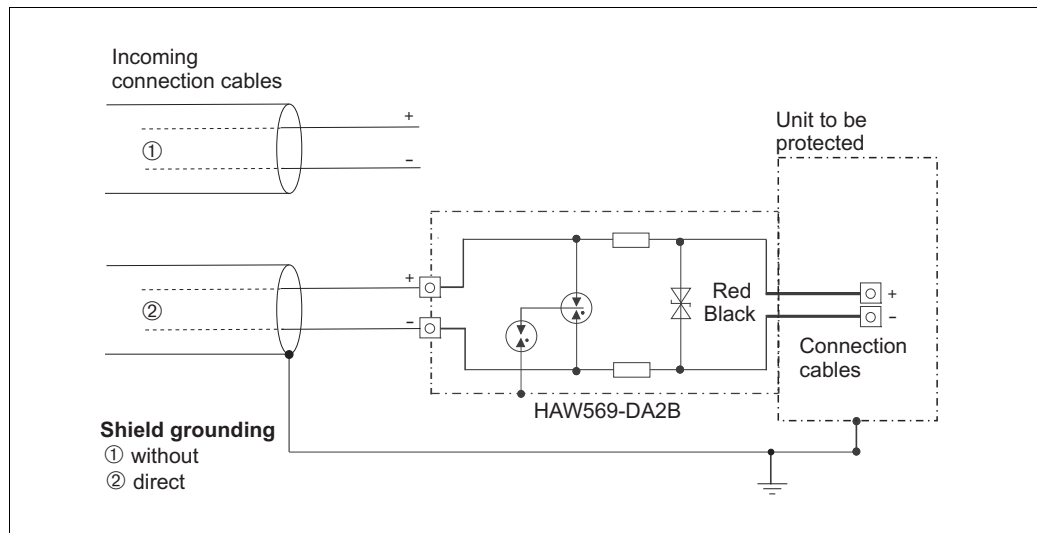 Incoming
connection cables
+
①
-
Unit to be
protected
+
②
-
Red
Black
+
-
Connection
cables
HAW569-DA2B
Shield grounding
① without
② direct